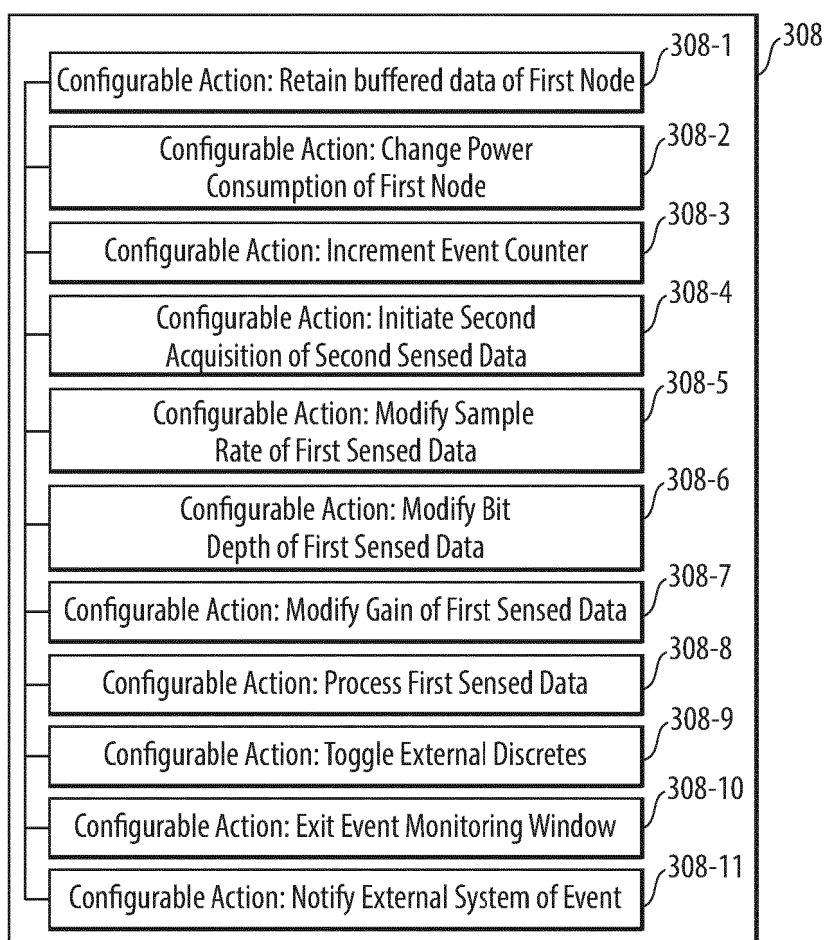 308
308-1
Configurable Action: Retain buffered data of First Node
308-2
Configurable Action: Change Power
Consumption of First Node
308-3
Configurable Action: Increment Event Counter
308-4
Configurable Action: Initiate Second
Acquisition of Second Sensed Data
308-5
Configurable Action: Modify Sample
Rate of First Sensed Data
308-6
Configurable Action: Modify Bit
Depth of First Sensed Data
308-7
Configurable Action: Modify Gain of First Sensed Data
308-8
Configurable Action: Process First Sensed Data
308-9
Configurable Action: Toggle External Discretes
308-10
Configurable Action: Exit Event Monitoring Window
308-11
Configurable Action: Notify External System of Event